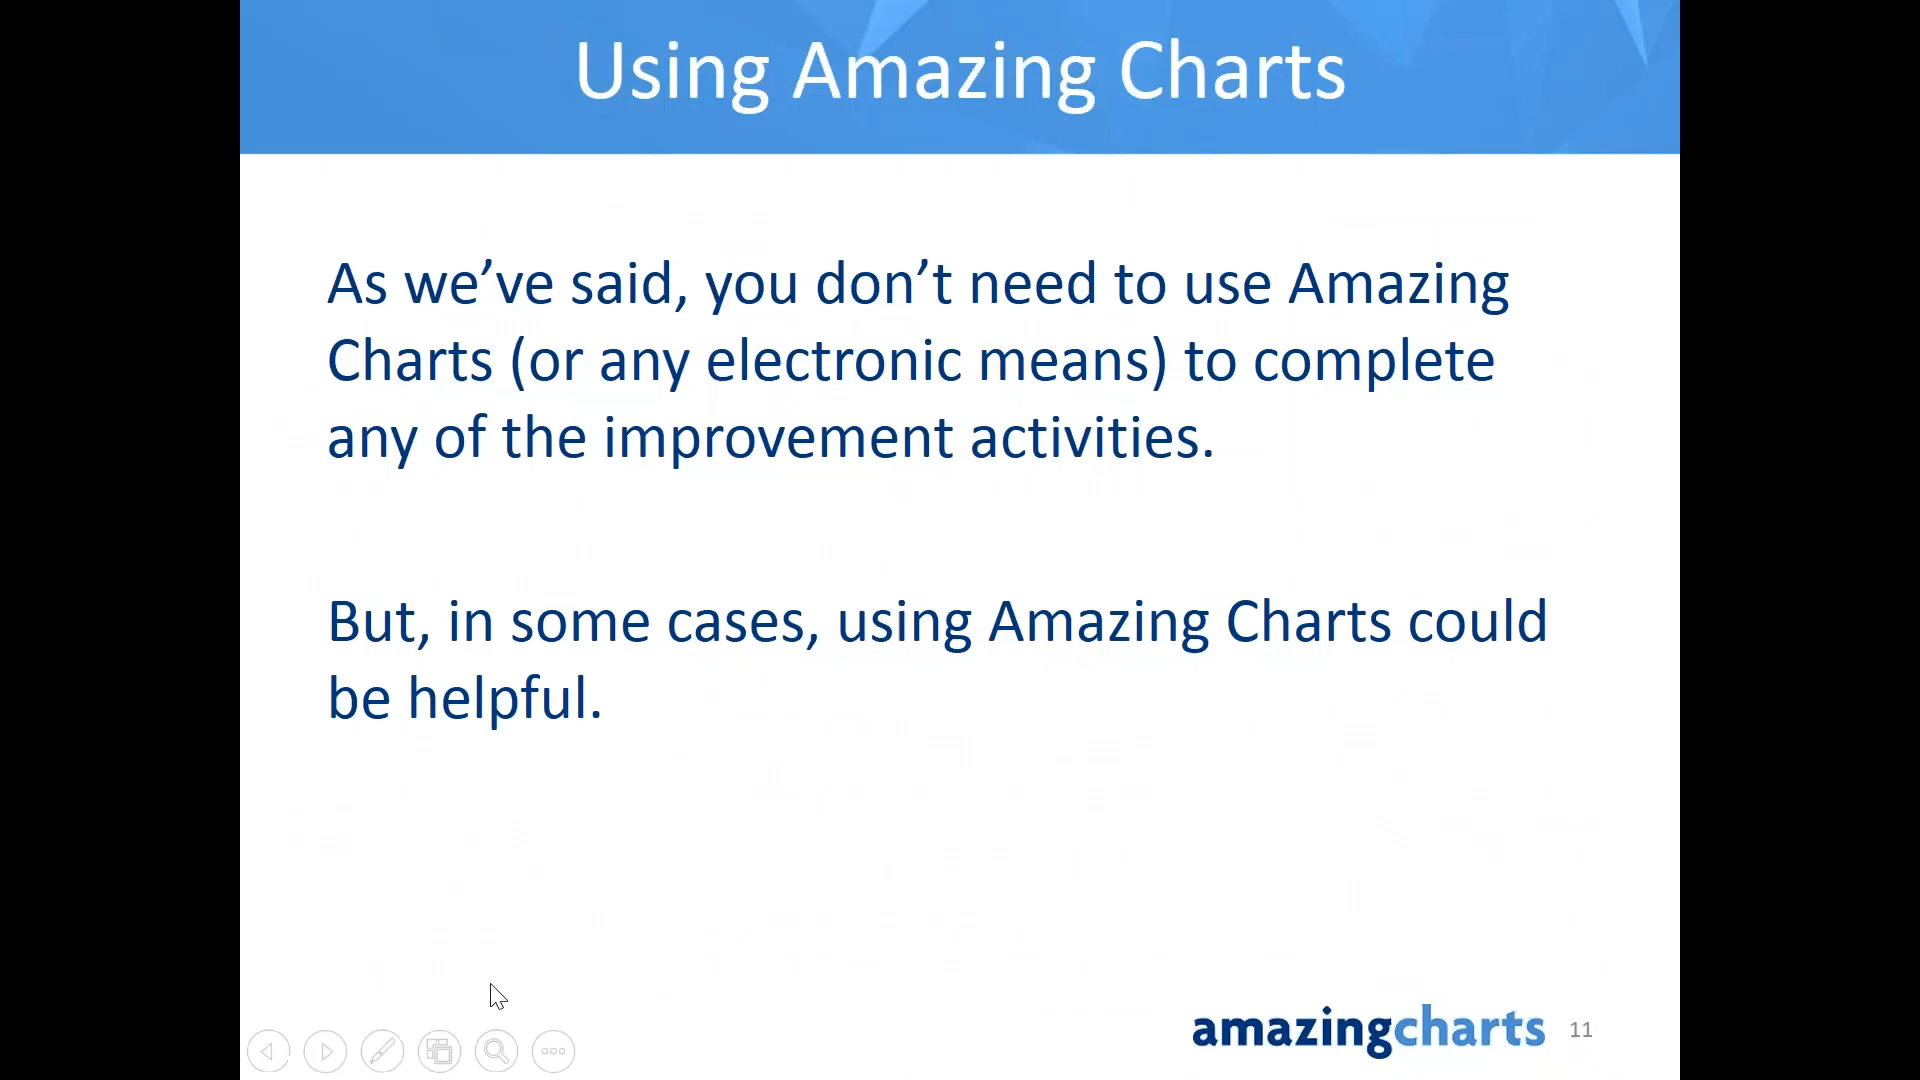 Using Amazing Charts
As we’ve said, you don’t need to use Amazing
Charts (or any electronic means) to complete
any of the improvement activities.
But, in some cases, using Amazing Charts could
be helpful.
amazingcharts 11